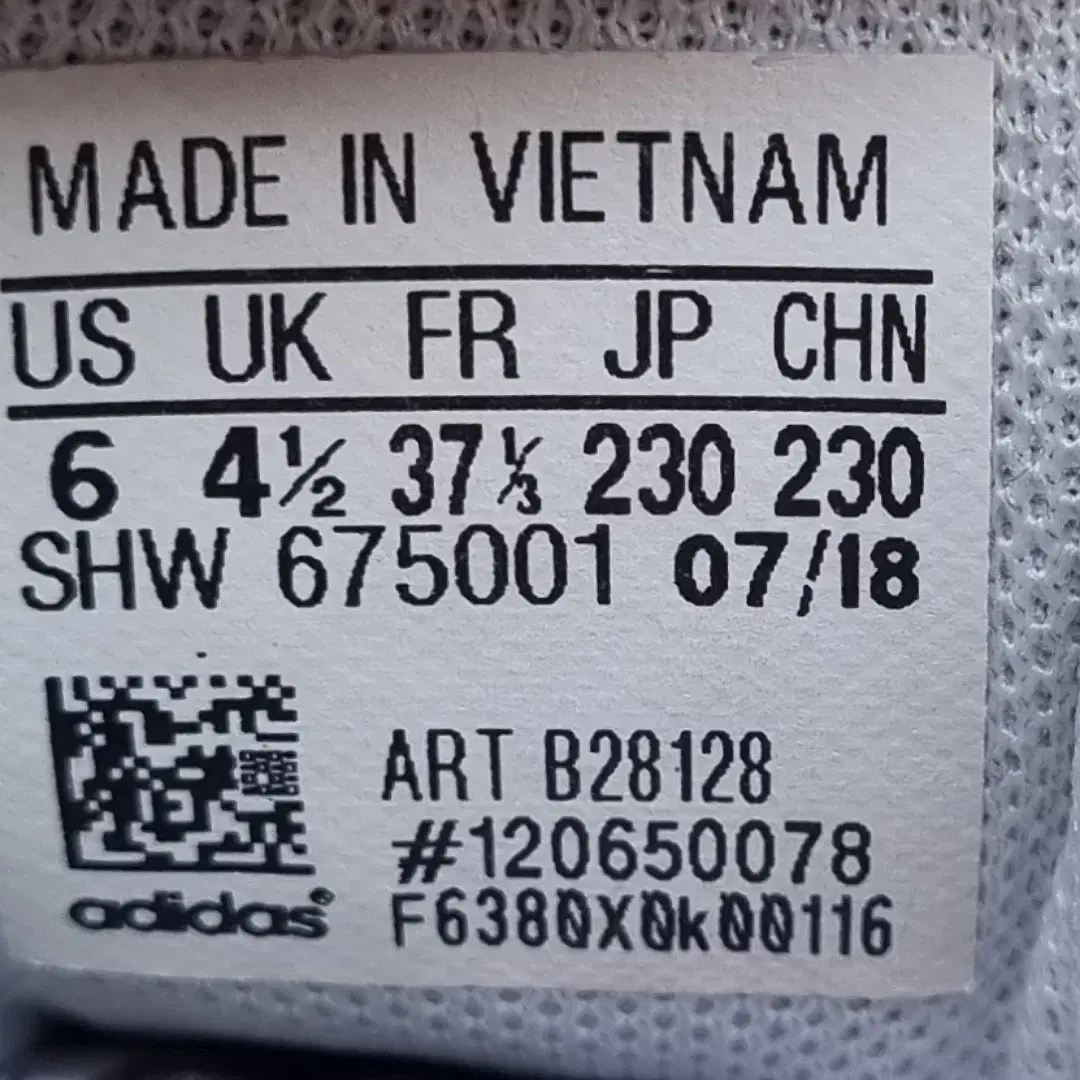 MADE IN VIETNAM
US UK FR JP CHN
6 4½ 37⅓ 230 230
SHW 675001 07/18
ART B28128
#120650078
adidas®
F6380X0k00116